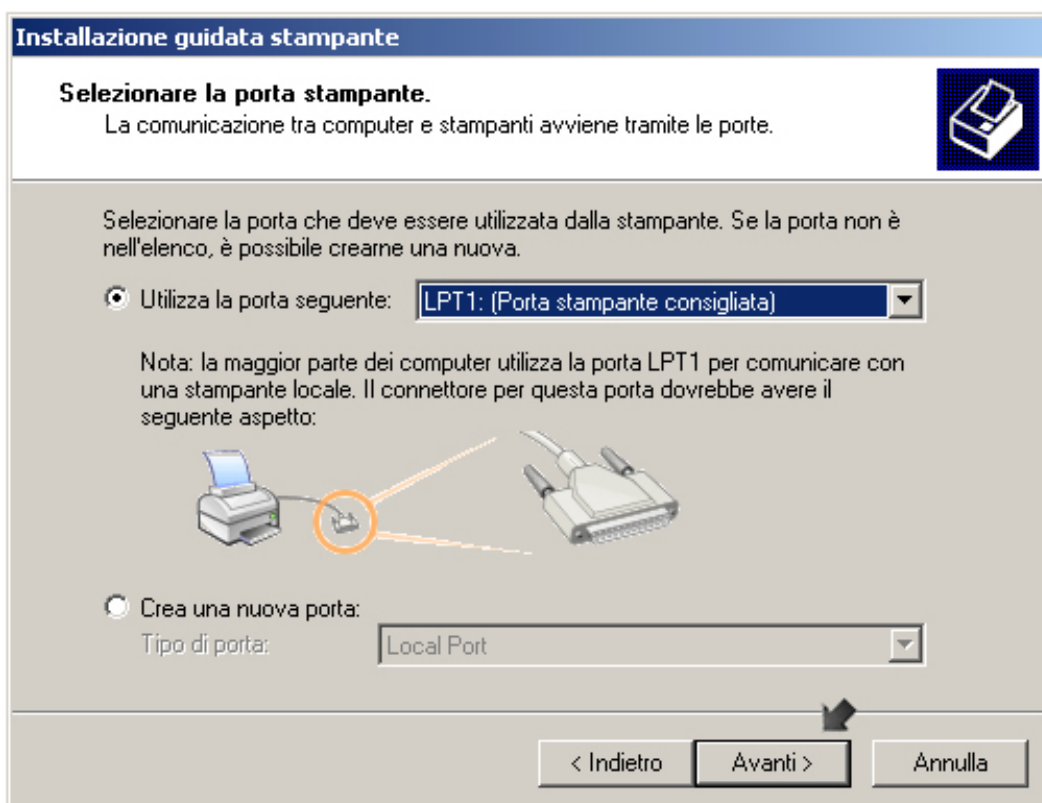 Installazione guidata stampante
Selezionare la porta stampante.
La comunicazione tra computer e stampanti avviene tramite le porte.
Selezionare la porta che deve essere utilizzata dalla stampante. Se la porta non è
nell'elenco, è possibile crearne una nuova.
Utilizza la porta seguente: LPT1: (Porta stampante consigliata)
Nota: la maggior parte dei computer utilizza la porta LPT1 per comunicare con
una stampante locale. Il connettore per questa porta dovrebbe avere il
seguente aspetto:
Crea una nuova porta:
Tipo di porta: Local Port
< Indietro Avanti > Annulla